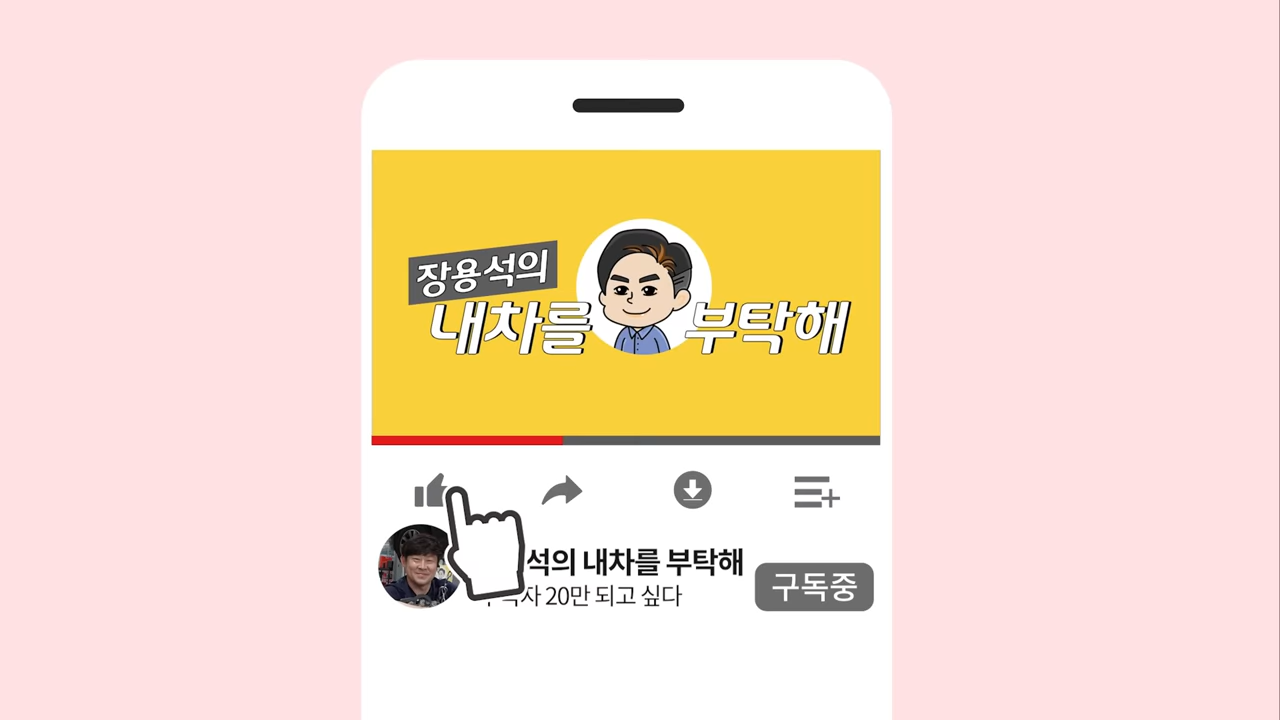 장용석의
내차를 부탁해
석의 내차를 부탁해
자 20만 되고 싶다
구독중